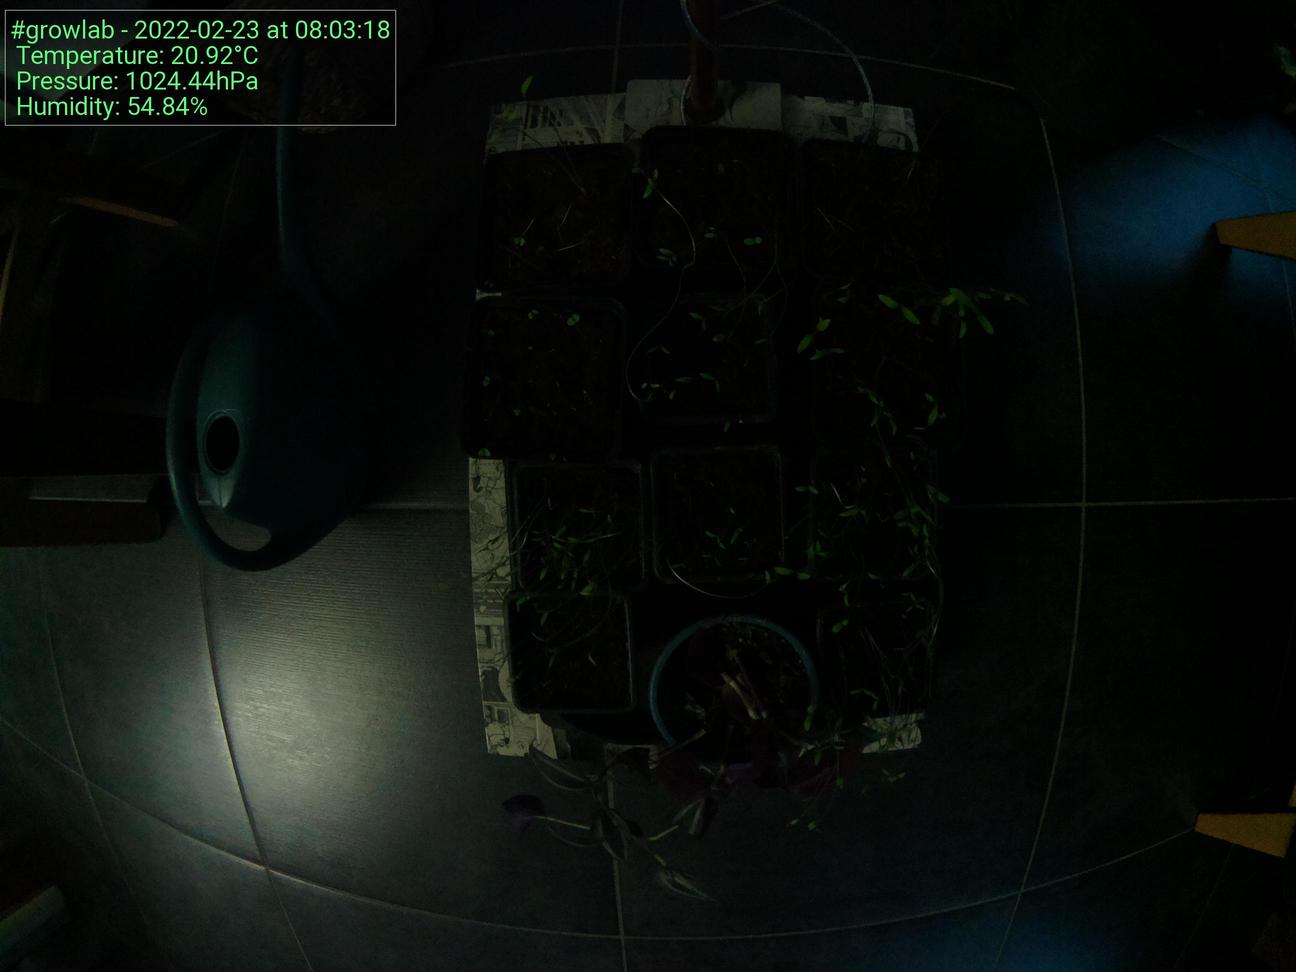 #growlab - 2022-02-23 at 08:03:18
Temperature: 20.92°C
Pressure: 1024.44hPa
Humidity: 54.84%